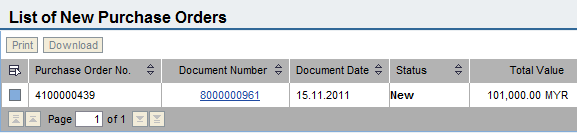 List of New Purchase Orders
Print Download
Purchase Order No. Document Number Document Date Status Total Value
4100000439 8000000961 15.11.2011 New 101,000.00 MYR
Page 1 of 1